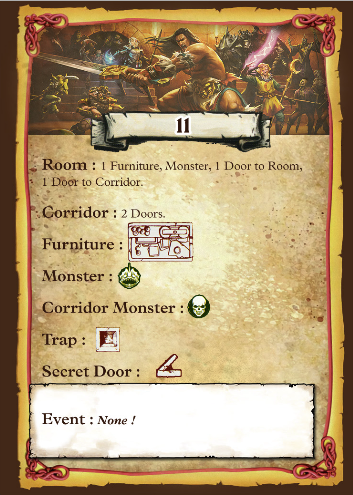 11
Room : 1 Furniture, Monster, 1 Door to Room,
1 Door to Corridor.
Corridor : 2 Doors.
Furniture :
Monster :
Corridor Monster :
Trap :
Secret Door :
Event : None !